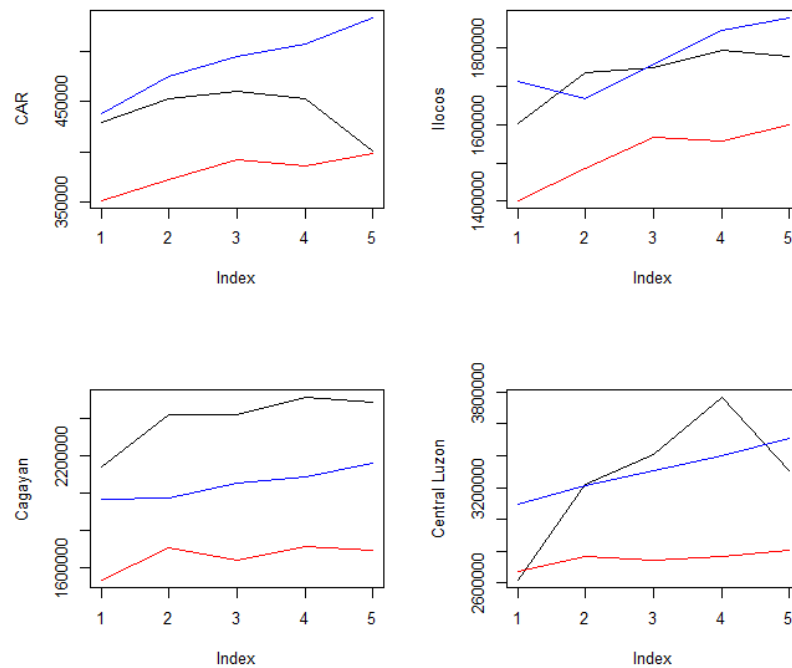 CAR
450000
350000
1 2 3 4 5
Index
Ilocos
1800000
1600000
1400000
1 2 3 4 5
Index
Cagayan
2200000
1600000
1 2 3 4 5
Index
Central Luzon
3800000
3200000
2600000
1 2 3 4 5
Index